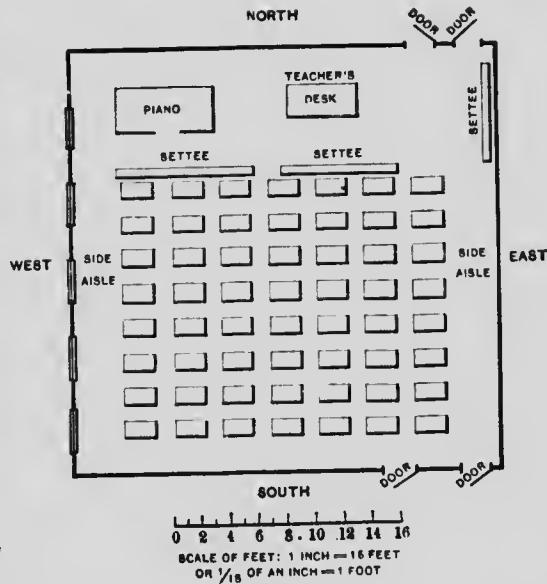 NORTH
DOOR DOOR
TEACHER'S
PIANO
DESK
SETTEE
SETTEE
SETTEE
WEST
SIDE
AISLE
SIDE
AISLE
EAST
DOOR
DOOR
SOUTH
0 2 4 6 8 10 12 14 16
SCALE OF FEET: 1 INCH = 16 FEET
OR 1/16 OF AN INCH = 1 FOOT